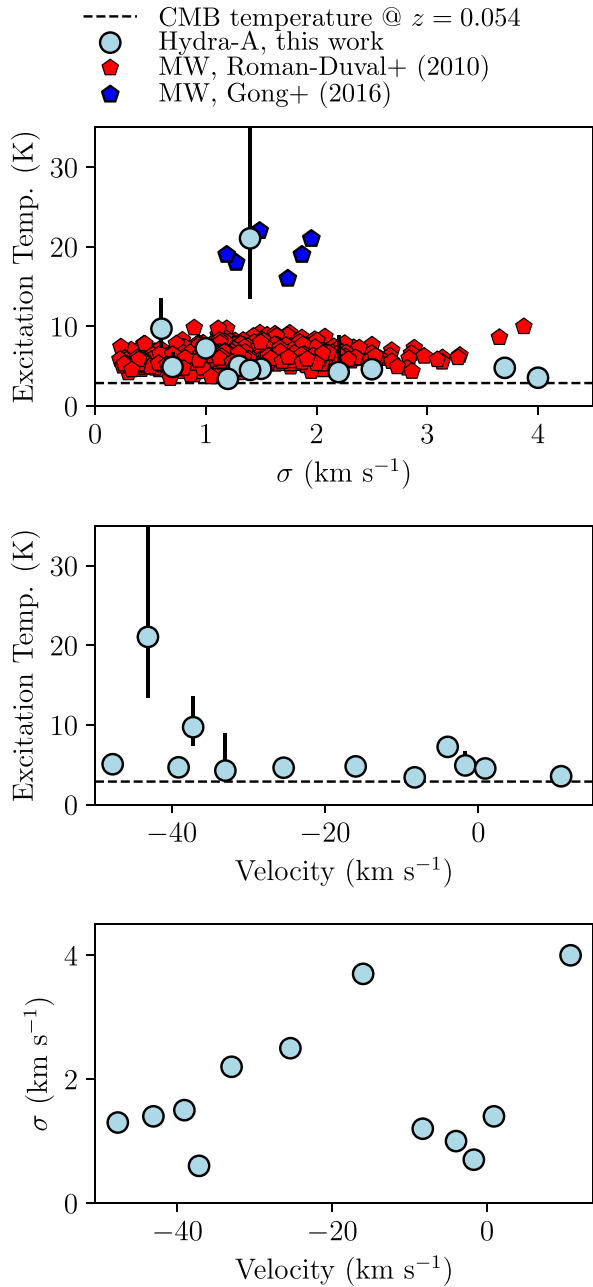 CMB temperature @ z = 0.054
Hydra-A, this work
MW, Roman-Duval+ (2010)
MW, Gong+ (2016)
Excitation Temp. (K)
30
20
10
0
0 1 2 3 4
σ (km s⁻¹)
Excitation Temp. (K)
30
20
10
0
−40 −20 0
Velocity (km s⁻¹)
σ (km s⁻¹)
4
2
0
−40 −20 0
Velocity (km s⁻¹)